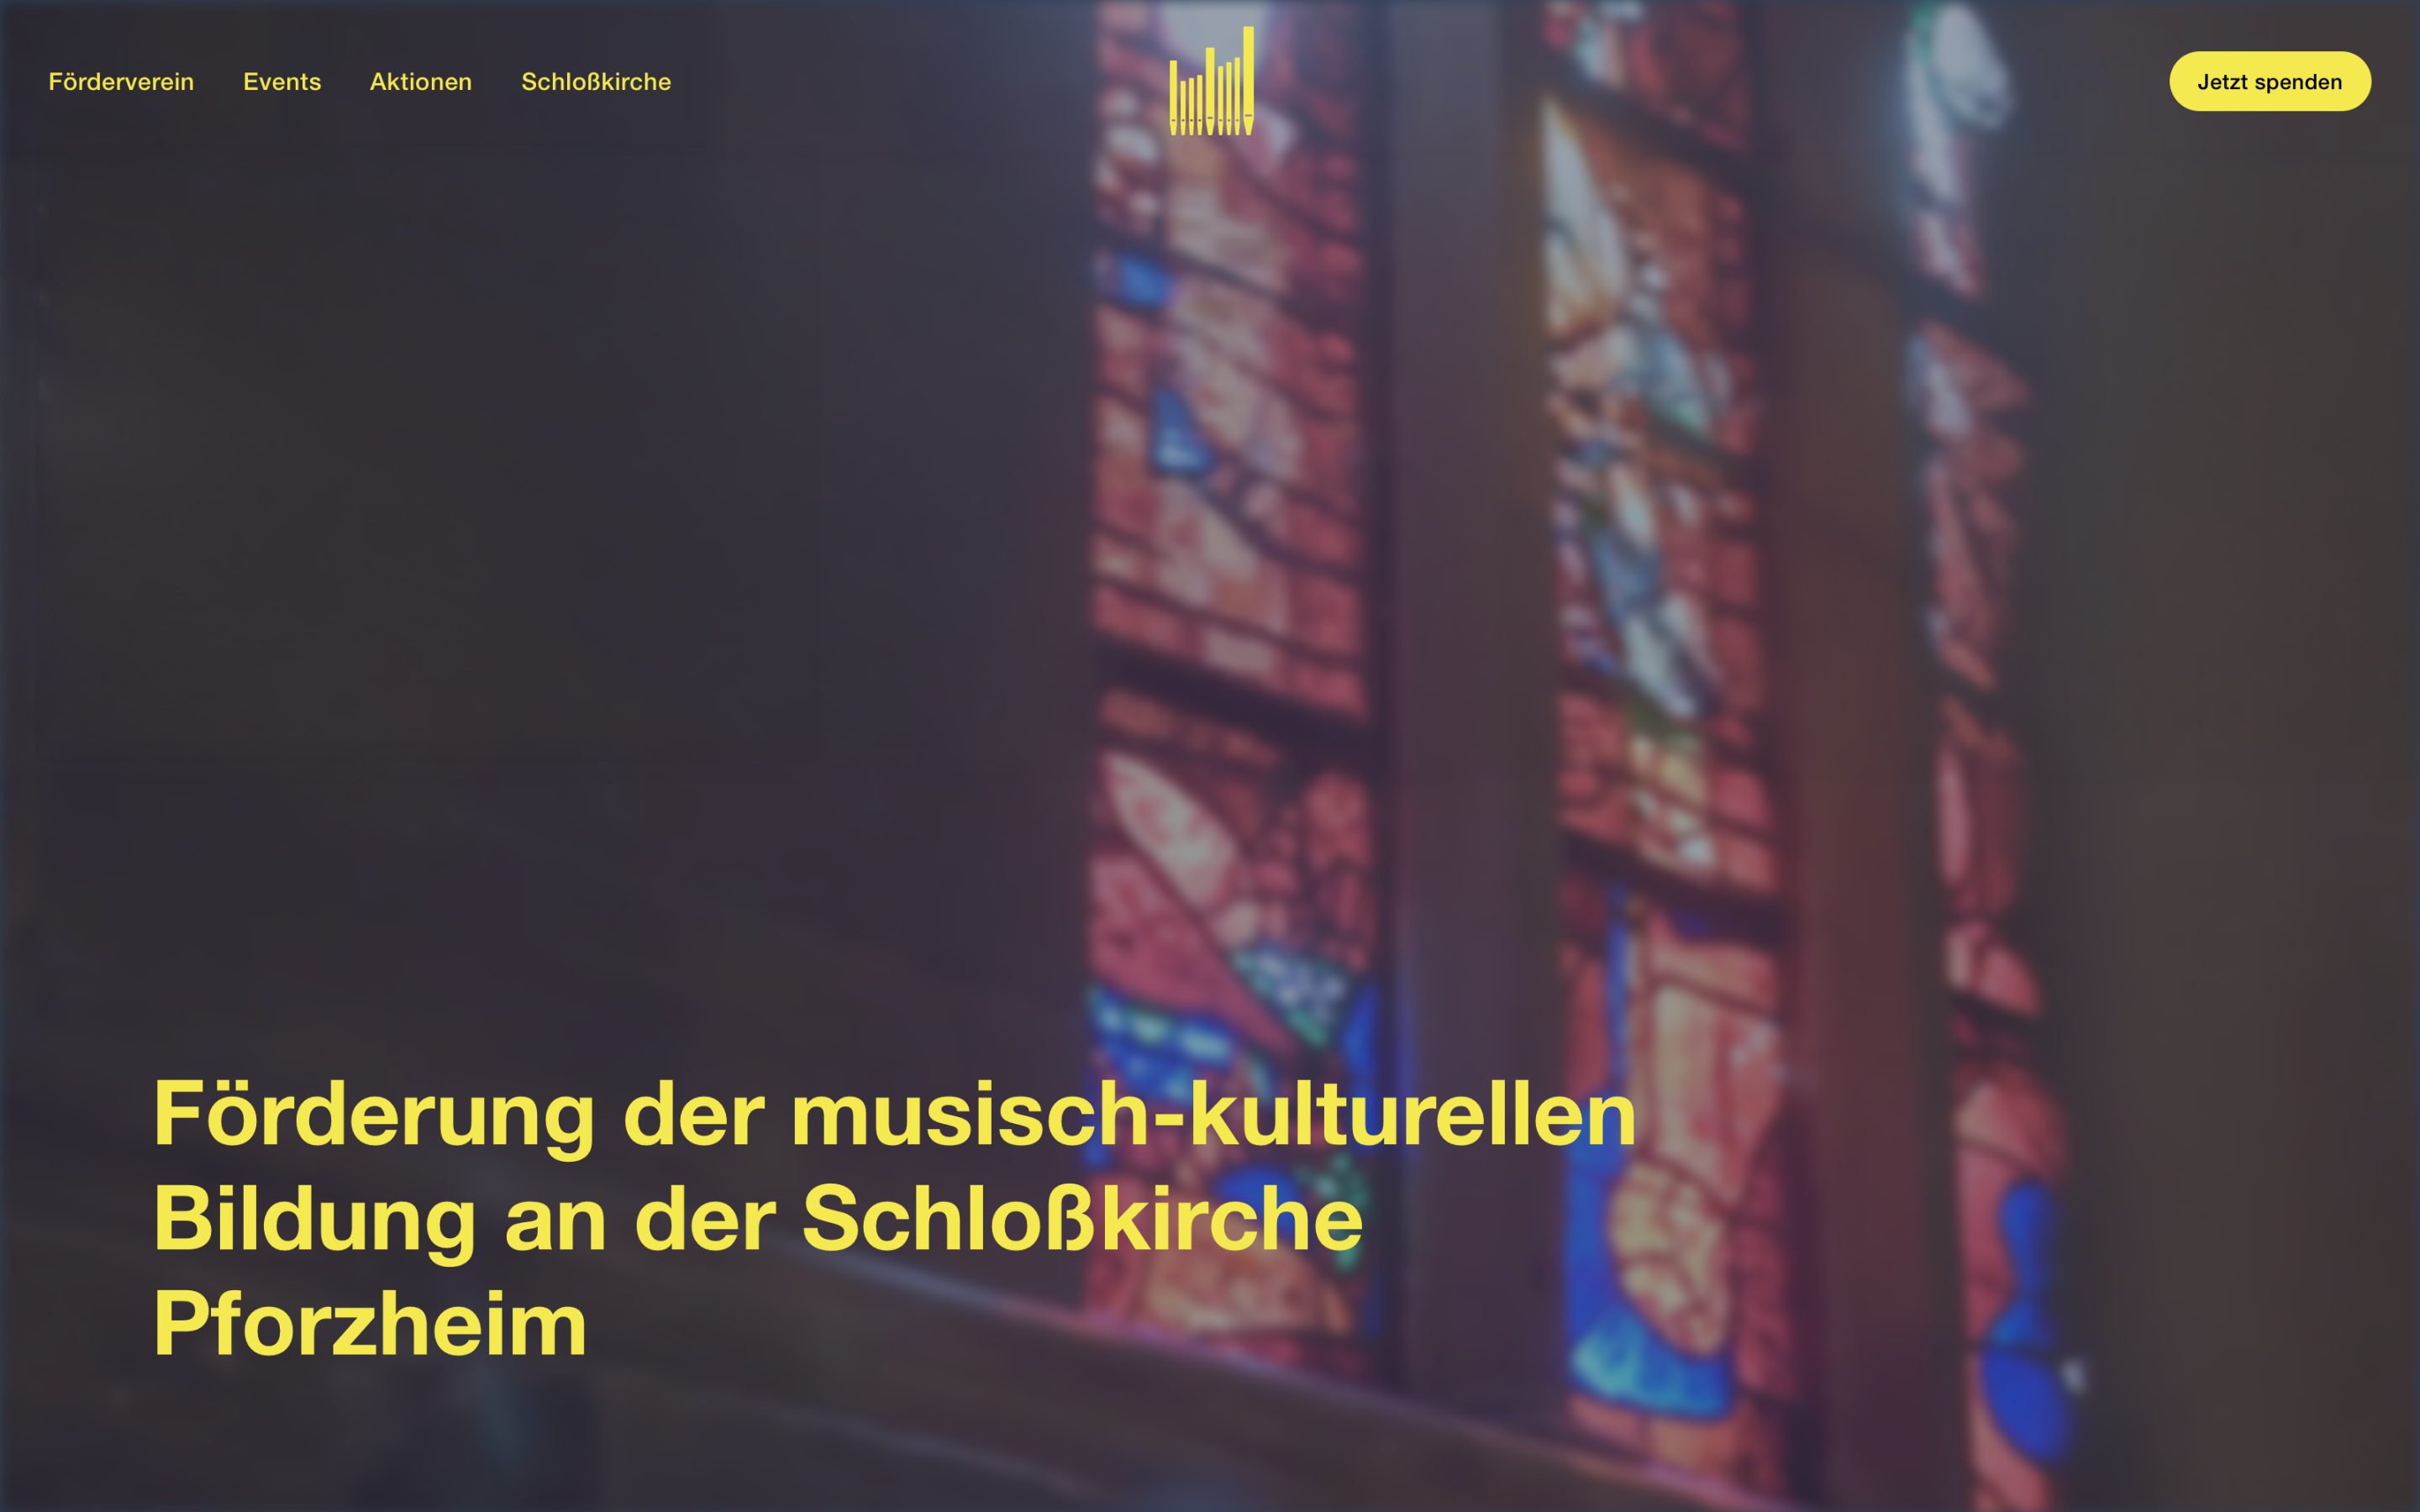 Förderverein
Events
Aktionen
Schloßkirche
Jetzt spenden
Förderung der musisch-kulturellen
Bildung an der Schloßkirche
Pforzheim